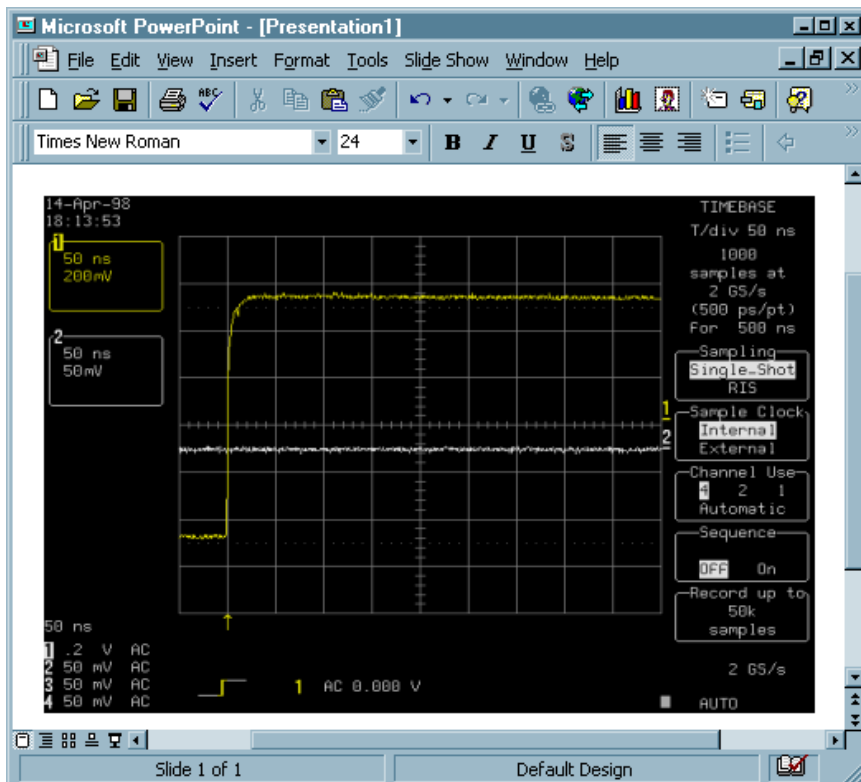 Microsoft PowerPoint - [Presentation1]
File Edit View Insert Format Tools Slide Show Window Help
ABC
Times New Roman 24 B I U S
14-Apr-98
18:13:53
1
50 ns
200mV
2
50 ns
50mV
TIMEBASE
T/div 50 ns
1000
samples at
2 GS/s
(500 ps/pt)
For 500 ns
Sampling
Single-Shot
RIS
1
2
Sample Clock
Internal
External
Channel Use
4 2 1
Automatic
Sequence
OFF On
Record up to
50k
samples
50 ns
1 .2 V AC
2 50 mV AC
3 50 mV AC
4 50 mV AC
1 AC 0.000 V
2 GS/s
AUTO
Slide 1 of 1 Default Design